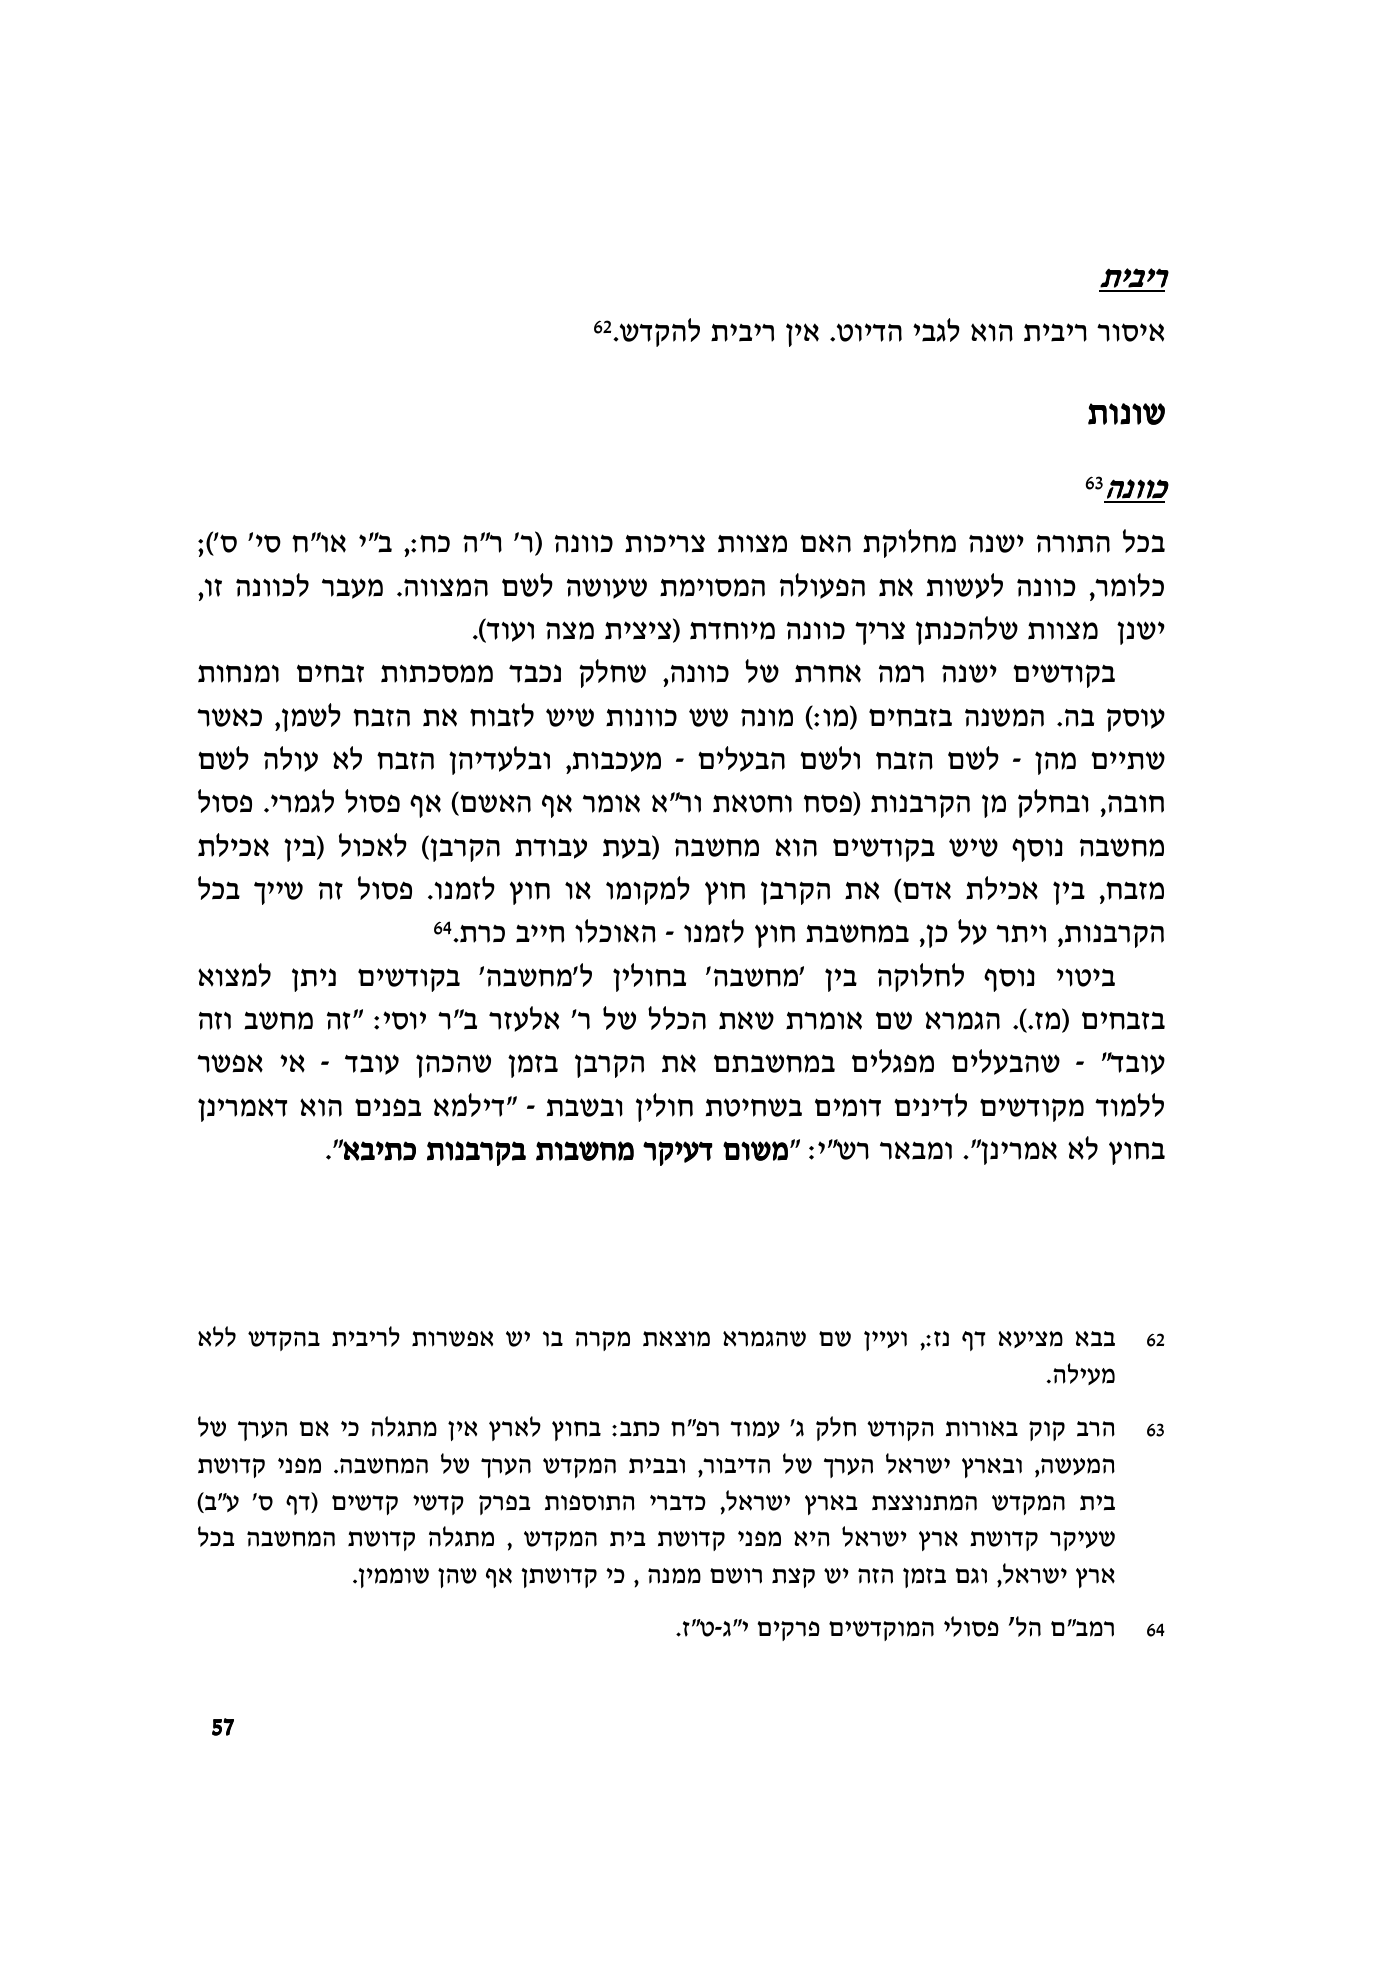 ריבית
איסור ריבית הוא לגבי הדיוט. אין ריבית להקדש.62
שונות
כוונה63
בכל התורה ישנה מחלוקת האם מצוות צריכות כוונה (ר' ר"ה כח:, ב"י או"ח סי' ס');
כלומר, כוונה לעשות את הפעולה המסוימת שעושה לשם המצווה. מעבר לכוונה זו,
ישנן מצוות שלהכנתן צריך כוונה מיוחדת (ציצית מצה ועוד).
בקודשים ישנה רמה אחרת של כוונה, שחלק נכבד ממסכתות זבחים ומנחות
עוסק בה. המשנה בזבחים (מו:) מונה שש כוונות שיש לזבוח את הזבח לשמן, כאשר
שתיים מהן - לשם הזבח ולשם הבעלים - מעכבות, ובלעדיהן הזבח לא עולה לשם
חובה, ובחלק מן הקרבנות (פסח וחטאת ור"א אומר אף האשם) אף פסול לגמרי. פסול
מחשבה נוסף שיש בקודשים הוא מחשבה (בעת עבודת הקרבן) לאכול (בין אכילת
מזבח, בין אכילת אדם) את הקרבן חוץ למקומו או חוץ לזמנו. פסול זה שייך בכל
הקרבנות, ויתר על כן, במחשבת חוץ לזמנו - האוכלו חייב כרת.64
ביטוי נוסף לחלוקה בין 'מחשבה' בחולין ל'מחשבה' בקודשים ניתן למצוא
בזבחים (מז.). הגמרא שם אומרת שאת הכלל של ר' אלעזר ב"ר יוסי: "זה מחשב וזה
עובד" - שהבעלים מפגלים במחשבתם את הקרבן בזמן שהכהן עובד - אי אפשר
ללמוד מקודשים לדינים דומים בשחיטת חולין ובשבת - "דילמא בפנים הוא דאמרינן
בחוץ לא אמרינן". ומבאר רש"י: "משום דעיקר מחשבות בקרבנות כתיבא".
62 בבא מציעא דף נז:, ועיין שם שהגמרא מוצאת מקרה בו יש אפשרות לריבית בהקדש ללא
מעילה.
63 הרב קוק באורות הקודש חלק ג' עמוד רפ"ח כתב: בחוץ לארץ אין מתגלה כי אם הערך של
המעשה, ובארץ ישראל הערך של הדיבור, ובבית המקדש הערך של המחשבה. מפני קדושת
בית המקדש המתנוצצת בארץ ישראל, כדברי התוספות בפרק קדשי קדשים (דף ס' ע"ב)
שעיקר קדושת ארץ ישראל היא מפני קדושת בית המקדש , מתגלה קדושת המחשבה בכל
ארץ ישראל, וגם בזמן הזה יש קצת רושם ממנה , כי קדושתן אף שהן שוממין.
64 רמב"ם הל' פסולי המוקדשים פרקים י"ג-ט"ז.
57